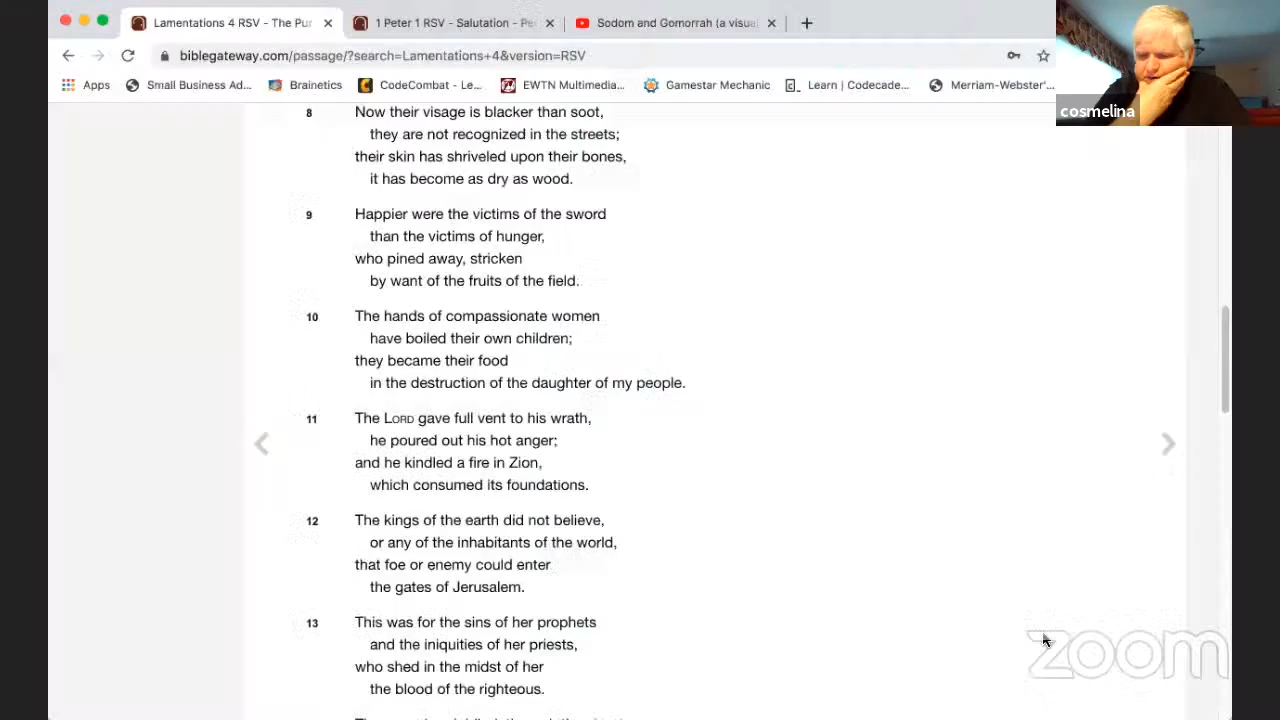 Lamentations 4 RSV - The Pur
1 Peter 1 RSV - Salutation - Pe
Sodom and Gomorrah (a visual
biblegateway.com/passage/?search=Lamentations+4&version=RSV
Apps
Small Business Ad...
Brainetics
CodeCombat - Le...
EWTN Multimedia...
Gamestar Mechanic
Learn | Codecade...
Merriam-Webster'...
cosmelina
8 Now their visage is blacker than soot,
they are not recognized in the streets;
their skin has shriveled upon their bones,
it has become as dry as wood.
9 Happier were the victims of the sword
than the victims of hunger,
who pined away, stricken
by want of the fruits of the field.
10 The hands of compassionate women
have boiled their own children;
they became their food
in the destruction of the daughter of my people.
11 The LORD gave full vent to his wrath,
he poured out his hot anger;
and he kindled a fire in Zion,
which consumed its foundations.
12 The kings of the earth did not believe,
or any of the inhabitants of the world,
that foe or enemy could enter
the gates of Jerusalem.
13 This was for the sins of her prophets
and the iniquities of her priests,
who shed in the midst of her
the blood of the righteous.
zoom